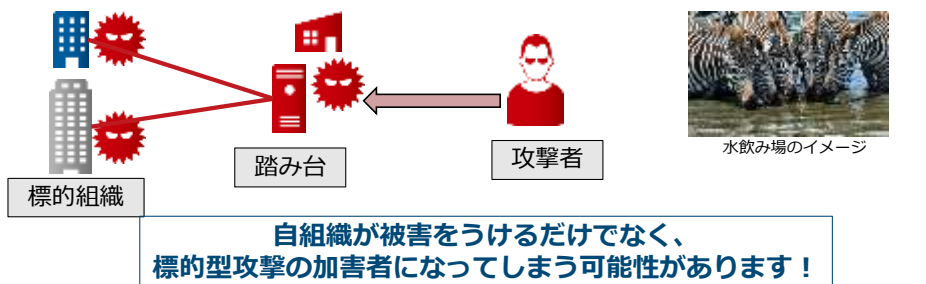 水飲み場のイメージ
踏み台
攻撃者
標的組織
自組織が被害をうけるだけでなく、
標的型攻撃の加害者になってしまう可能性があります！